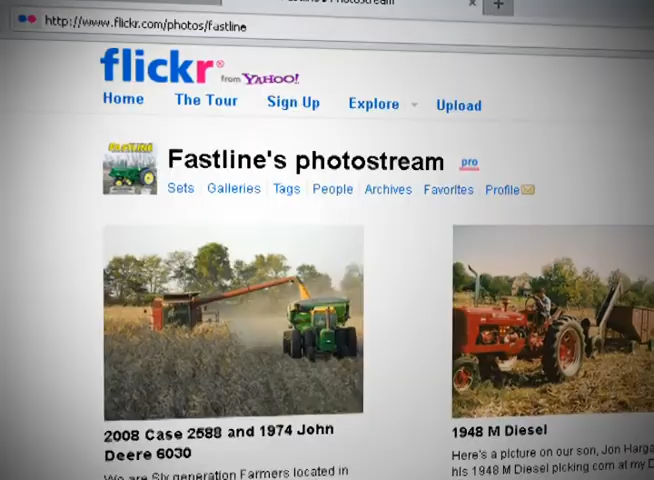 http://www.flickr.com/photos/fastline
flickr® from YAHOO!
Home The Tour Sign Up Explore Upload
Fastline's photostream pro
Sets Galleries Tags People Archives Favorites Profile
2008 Case 2588 and 1974 John
Deere 6030
We are Six generation Farmers located in
1948 M Diesel
Here's a picture on our son, Jon
his 1948 M Diesel picking corn at my